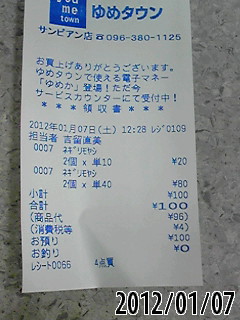 you me
town
ゆめタウン
サンピアン店 ☎096-380-1125
お買上げありがとうございます。
ゆめタウンで使える電子マネー
「ゆめか」登場!ただ今
サービスカウンターにて受付中!
* * * 領 収 書 * * *
2012年01月07日(土) 12:28 レジ0109
担当者 吉留直美
0007 ネギリモヤシ
2個 x 単10 ¥20
0007 ネギリモヤシ
2個 x 単40 ¥80
小計 ¥100
合計 ¥100
(商品代 ¥96)
(消費税等 ¥4)
お預り ¥100
お釣り ¥0
レシート0066 4点買
2012/01/07